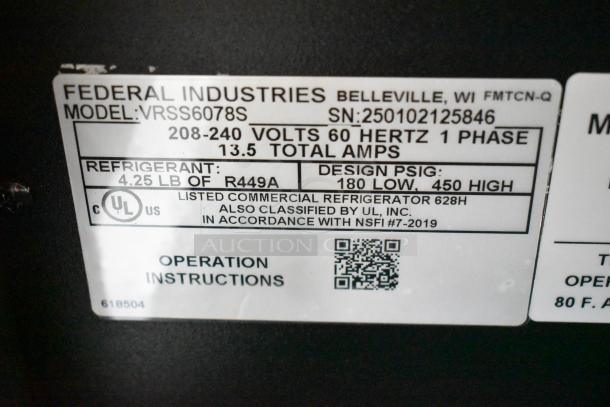 FEDERAL INDUSTRIES BELLEVILLE, WI FMTCN-Q
MODEL:VRSS6078S SN:250102125846
208-240 VOLTS 60 HERTZ 1 PHASE
13.5 TOTAL AMPS
REFRIGERANT:
4.25 LB OF R449A
DESIGN PSIG:
180 LOW, 450 HIGH
C UL US
LISTED COMMERCIAL REFRIGERATOR 628H
ALSO CLASSIFIED BY UL, INC.
IN ACCORDANCE WITH NSFI #7-2019
AUCTION
OPERATION
INSTRUCTIONS
618504
80 F.